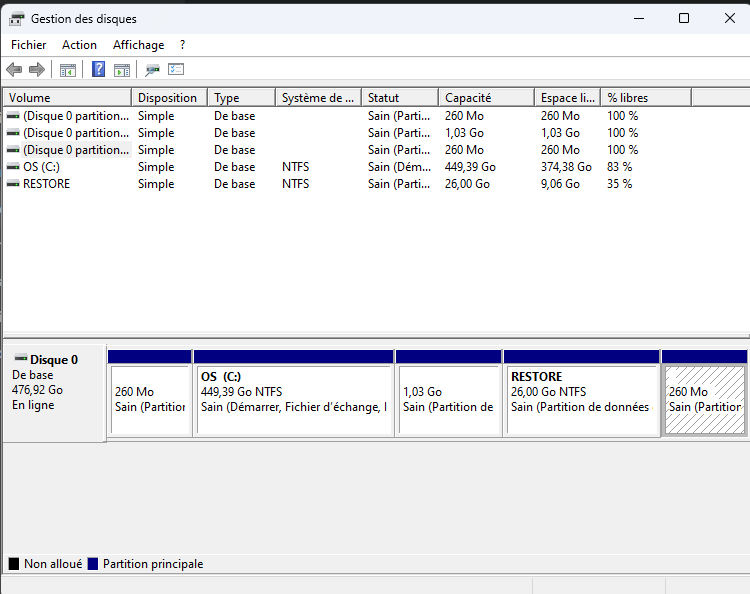 Gestion des disques
Fichier Action Affichage ?
Volume Disposition Type Système de ... Statut Capacité Espace li... % libres
(Disque 0 partition... Simple De base Sain (Parti... 260 Mo 260 Mo 100 %
(Disque 0 partition... Simple De base Sain (Parti... 1,03 Go 1,03 Go 100 %
(Disque 0 partition... Simple De base Sain (Parti... 260 Mo 260 Mo 100 %
OS (C:) Simple De base NTFS Sain (Dém... 449,39 Go 374,38 Go 83 %
RESTORE Simple De base NTFS Sain (Parti... 26,00 Go 9,06 Go 35 %
Disque 0
De base
476,92 Go
En ligne
260 Mo
Sain (Partition
OS (C:)
449,39 Go NTFS
Sain (Démarrer, Fichier d'échange, I
1,03 Go
Sain (Partition de
RESTORE
26,00 Go NTFS
Sain (Partition de données
260 Mo
Sain (Partition
Non alloué Partition principale